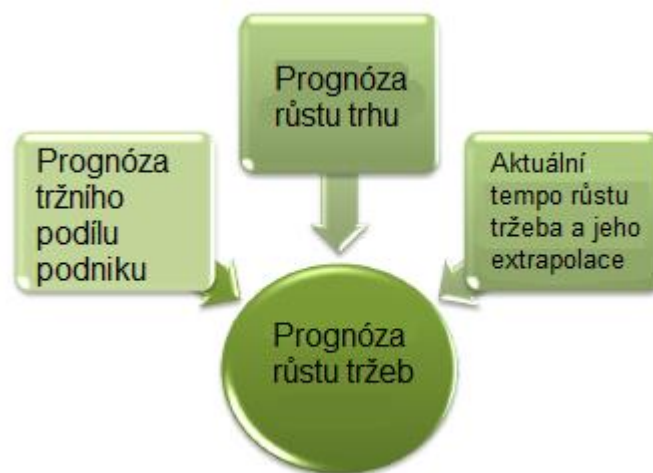 Prognóza
růstu trhu
Prognóza
tržního
podílu
podniku
Aktuální
tempo růstu
tržeba a jeho
extrapolace
Prognóza
růstu tržeb